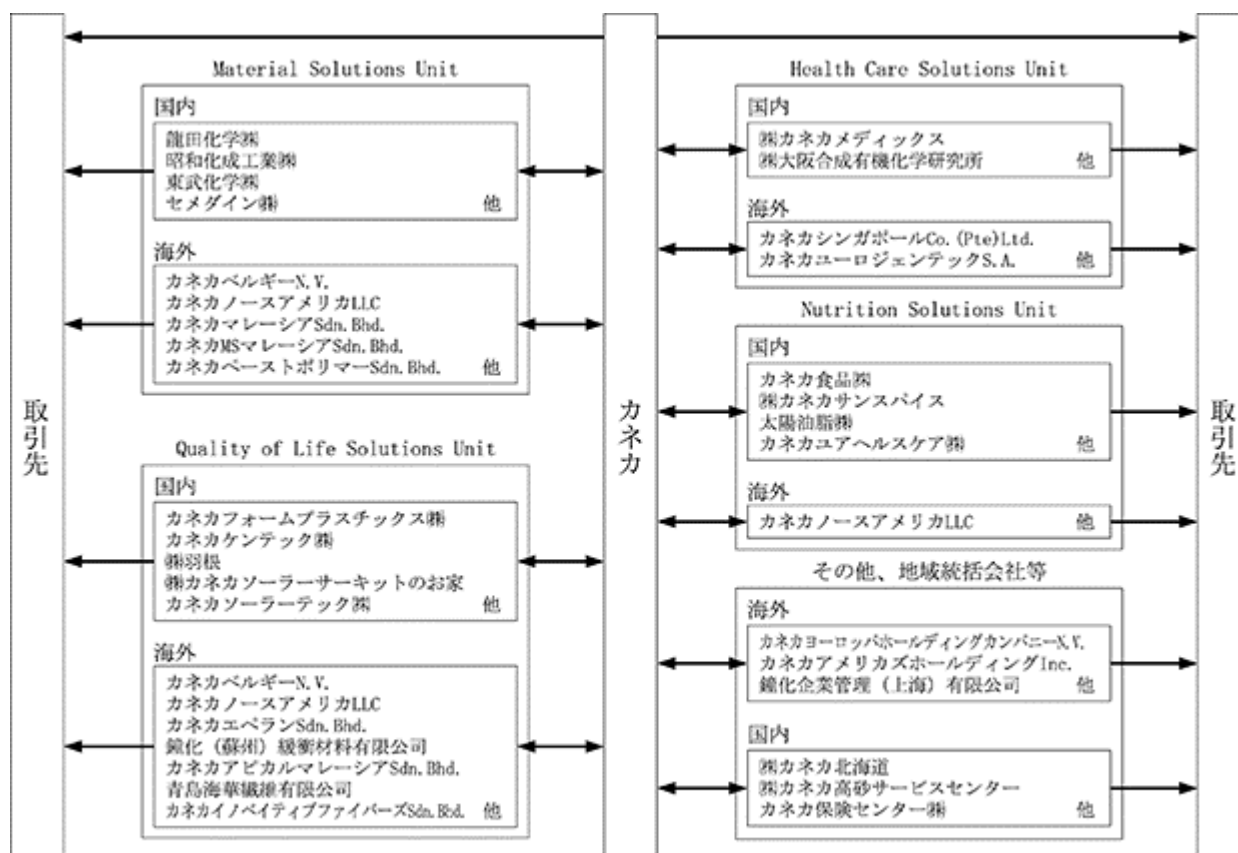 取引先
Material Solutions Unit
国内
龍田化学㈱
昭和化成工業㈱
東武化学㈱
セメダイン㈱ 他
海外
カネカベルギーN.V.
カネカノースアメリカLLC
カネカマレーシアSdn.Bhd.
カネカMSマレーシアSdn.Bhd.
カネカペーストポリマーSdn.Bhd. 他
Quality of Life Solutions Unit
国内
カネカフォームプラスチックス㈱
カネカケンテック㈱
㈱羽根
㈱カネカソーラーサーキットのお家
カネカソーラーテック㈱ 他
海外
カネカベルギーN.V.
カネカノースアメリカLLC
カネカエペランSdn.Bhd.
鐘化（蘇州）緩衝材料有限公司
カネカアピカルマレーシアSdn.Bhd.
青島海華繊維有限公司
カネカイノベイティブファイバーズSdn.Bhd. 他
カネカ
Health Care Solutions Unit
国内
㈱カネカメディックス
㈱大阪合成有機化学研究所 他
海外
カネカシンガポールCo.(Pte)Ltd.
カネカユーロジェンテックS.A. 他
Nutrition Solutions Unit
国内
カネカ食品㈱
㈱カネカサンスパイス
太陽油脂㈱
カネカユアヘルスケア㈱ 他
海外
カネカノースアメリカLLC 他
その他、地域統括会社等
海外
カネカヨーロッパホールディングカンパニーN.V.
カネカアメリカズホールディングInc.
鐘化企業管理（上海）有限公司 他
国内
㈱カネカ北海道
㈱カネカ高砂サービスセンター
カネカ保険センター㈱ 他
取引先